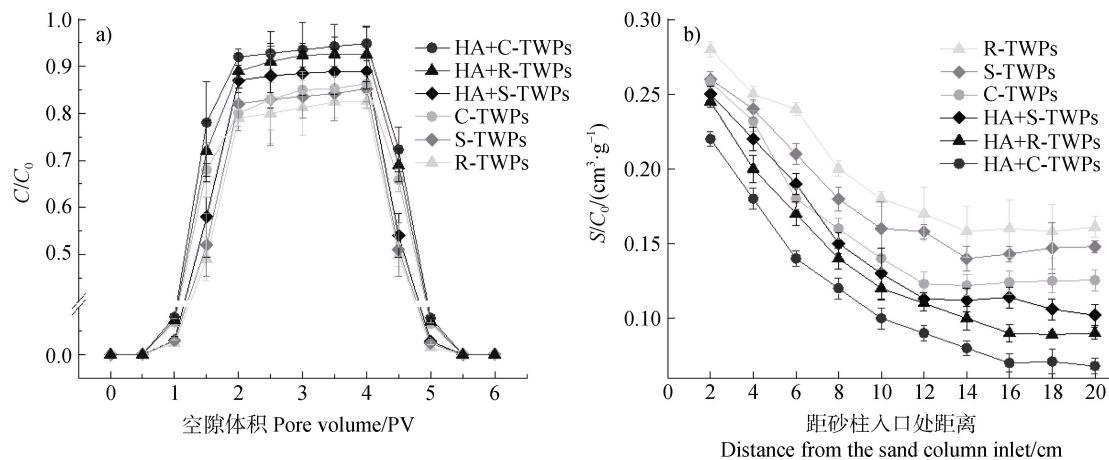 a)
C/C₀
1.0
0.9
0.8
0.7
0.6
0.5
0.0
0 1 2 3 4 5 6
空隙体积 Pore volume/PV
HA+C-TWPs
HA+R-TWPs
HA+S-TWPs
C-TWPs
S-TWPs
R-TWPs
b)
S/C₀/(cm³·g⁻¹)
0.30
0.25
0.20
0.15
0.10
0 2 4 6 8 10 12 14 16 18 20
距砂柱入口处距离
Distance from the sand column inlet/cm
R-TWPs
S-TWPs
C-TWPs
HA+S-TWPs
HA+R-TWPs
HA+C-TWPs